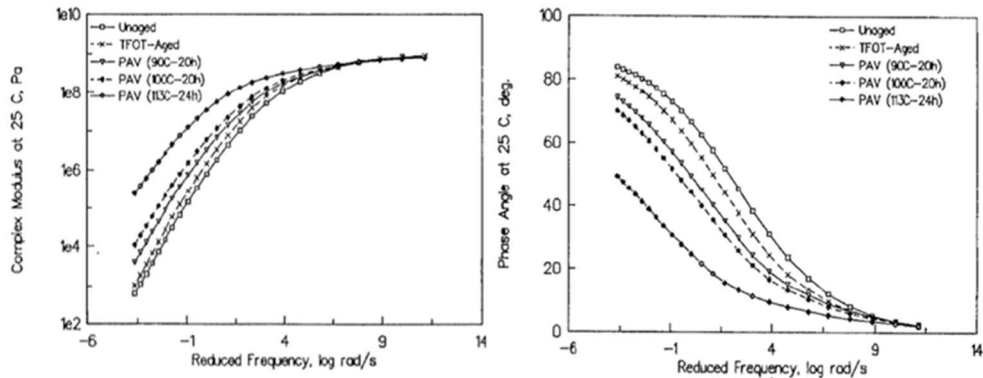 Unaged
TFOT-Aged
PAV (90C-20h)
PAV (100C-20h)
PAV (113C-24h)
1e10
1e8
1e6
1e4
1e2
Complex Modulus at 25 C, Pa
-6
-1
4
9
14
Reduced Frequency, log rad/s
Unaged
TFOT-Aged
PAV (90C-20h)
PAV (100C-20h)
PAV (113C-24h)
100
80
60
40
20
0
Phase Angle at 25 C, deg.
-6
-1
4
9
14
Reduced Frequency, log rad/s